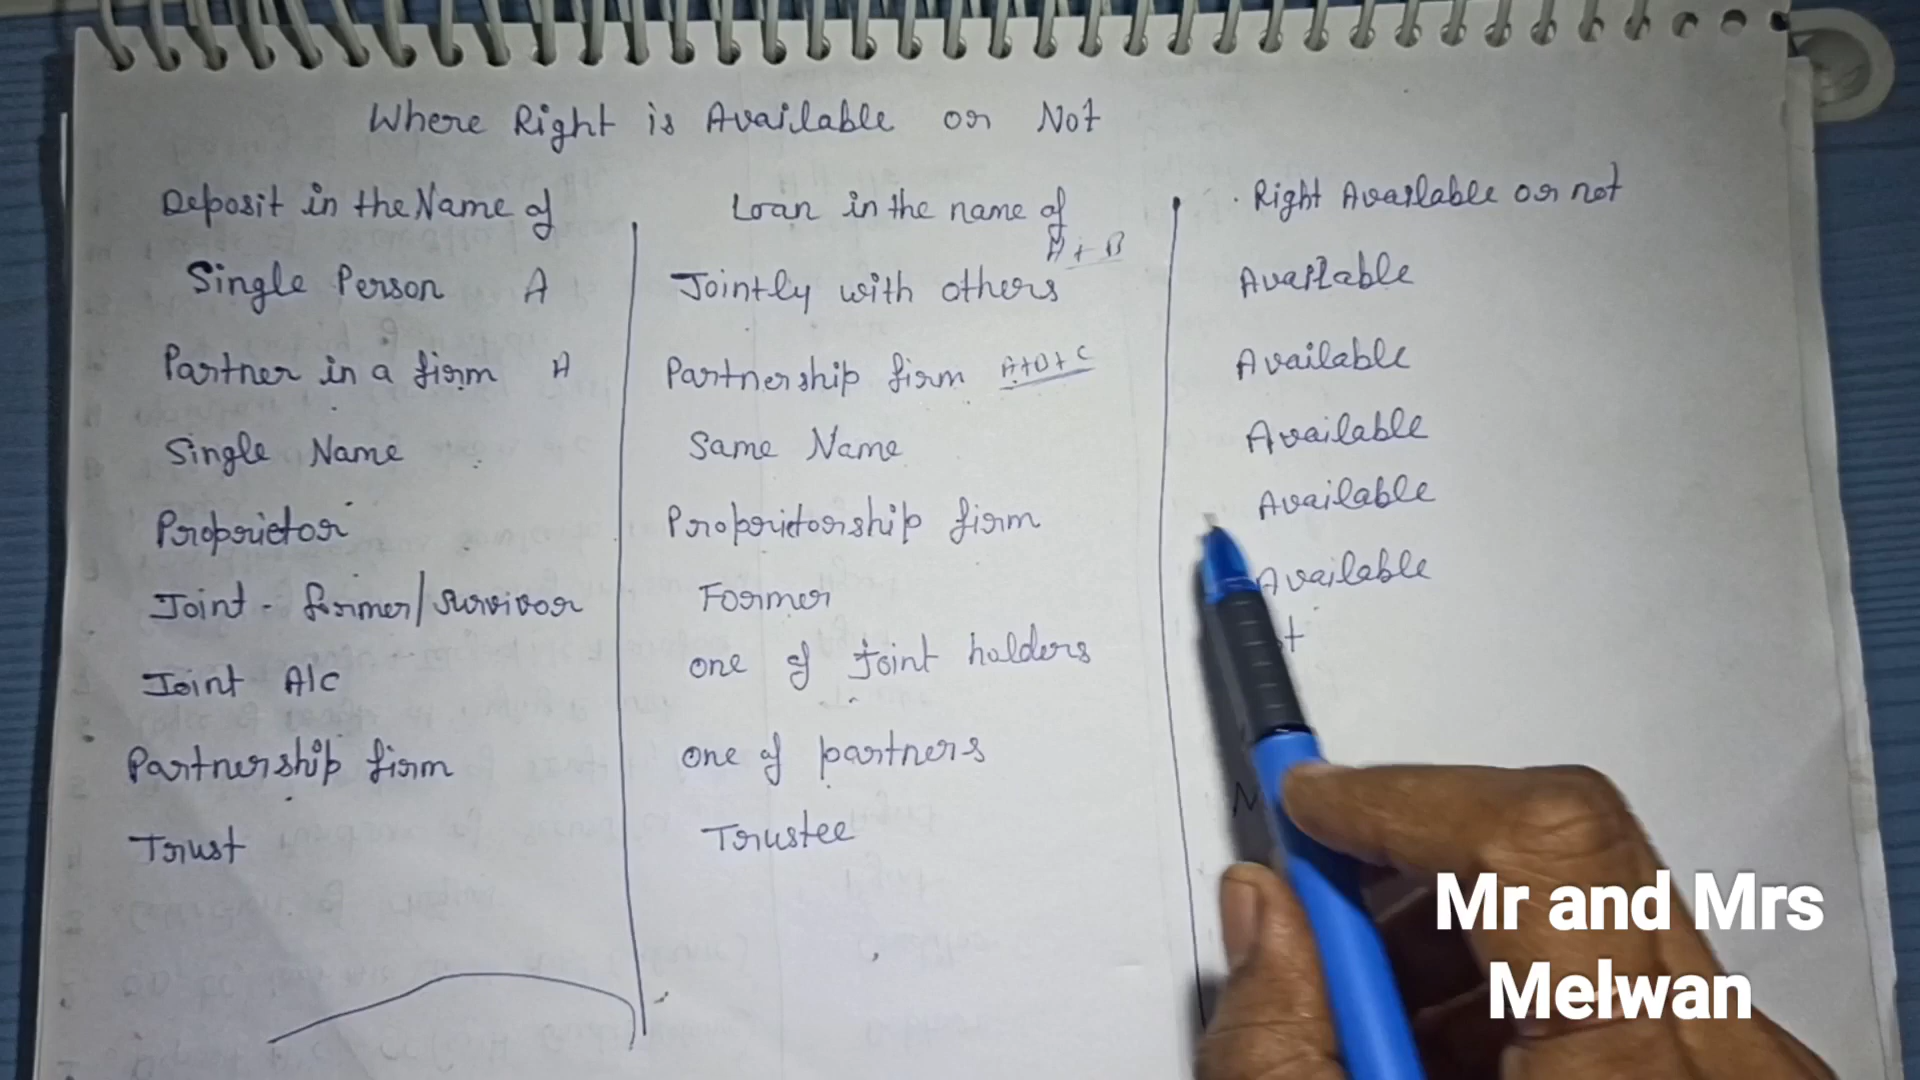 Where Right is Available or Not
Deposit in the Name of Loan in the name of Right Available or not
A + B
Single Person A Jointly with others Available
Partner in a firm A Partnership firm Available
Single Name Same Name Available
Proprietor Propritorship firm Available
Joint - former/survivor Former Available
Joint A/C one of joint holders
Partnership firm one of partners
Trust Trustee
Mr and Mrs
Melwan